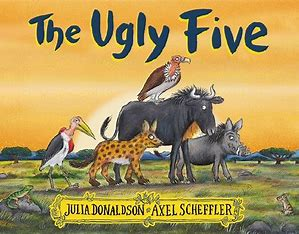 The Ugly Five
JULIA DONALDSON AXEL SCHEFFLER